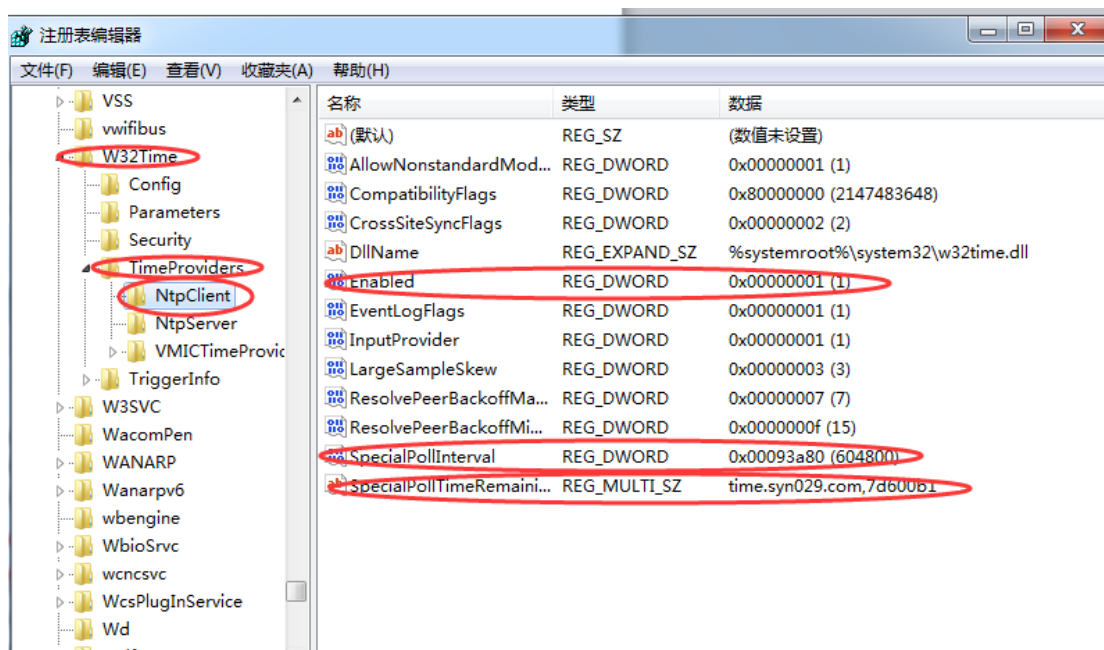 注册表编辑器
文件(F) 编辑(E) 查看(V) 收藏夹(A) 帮助(H)
VSS
vwifibus
W32Time
Config
Parameters
Security
TimeProviders
NtpClient
NtpServer
VMICTimeProvid
TriggerInfo
W3SVC
WacomPen
WANARP
Wanarpv6
wbengine
WbioSrvc
wcncsvc
WcsPlugInService
Wd
名称 类型 数据
(默认) REG_SZ (数值未设置)
AllowNonstandardMod... REG_DWORD 0x00000001 (1)
CompatibilityFlags REG_DWORD 0x80000000 (2147483648)
CrossSiteSyncFlags REG_DWORD 0x00000002 (2)
DllName REG_EXPAND_SZ %systemroot%\system32\w32time.dll
Enabled REG_DWORD 0x00000001 (1)
EventLogFlags REG_DWORD 0x00000001 (1)
InputProvider REG_DWORD 0x00000001 (1)
LargeSampleSkew REG_DWORD 0x00000003 (3)
ResolvePeerBackoffMa... REG_DWORD 0x00000007 (7)
ResolvePeerBackoffMi... REG_DWORD 0x0000000f (15)
SpecialPollInterval REG_DWORD 0x00093a80 (604800)
SpecialPollTimeRemaini... REG_MULTI_SZ time.syn029.com,7d600b1